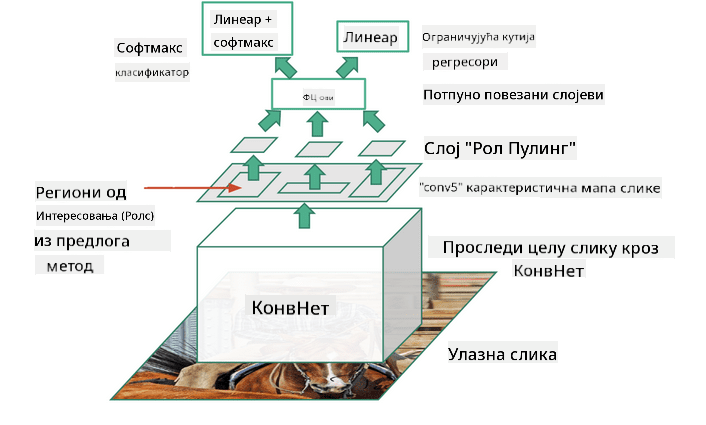 Линеар +
софтмакс
Линеар
Софтмакс
класификатор
Ограничујућа кутија
регресори
ФЦ ови
Потпуно повезани слојеви
Слој "Рол Пулинг"
"conv5" карактеристична мапа слике
Региони од
Интересовања (Ролс)
из предлога
метод
Проследи целу слику кроз
КонвНет
КонвНет
Улазна слика